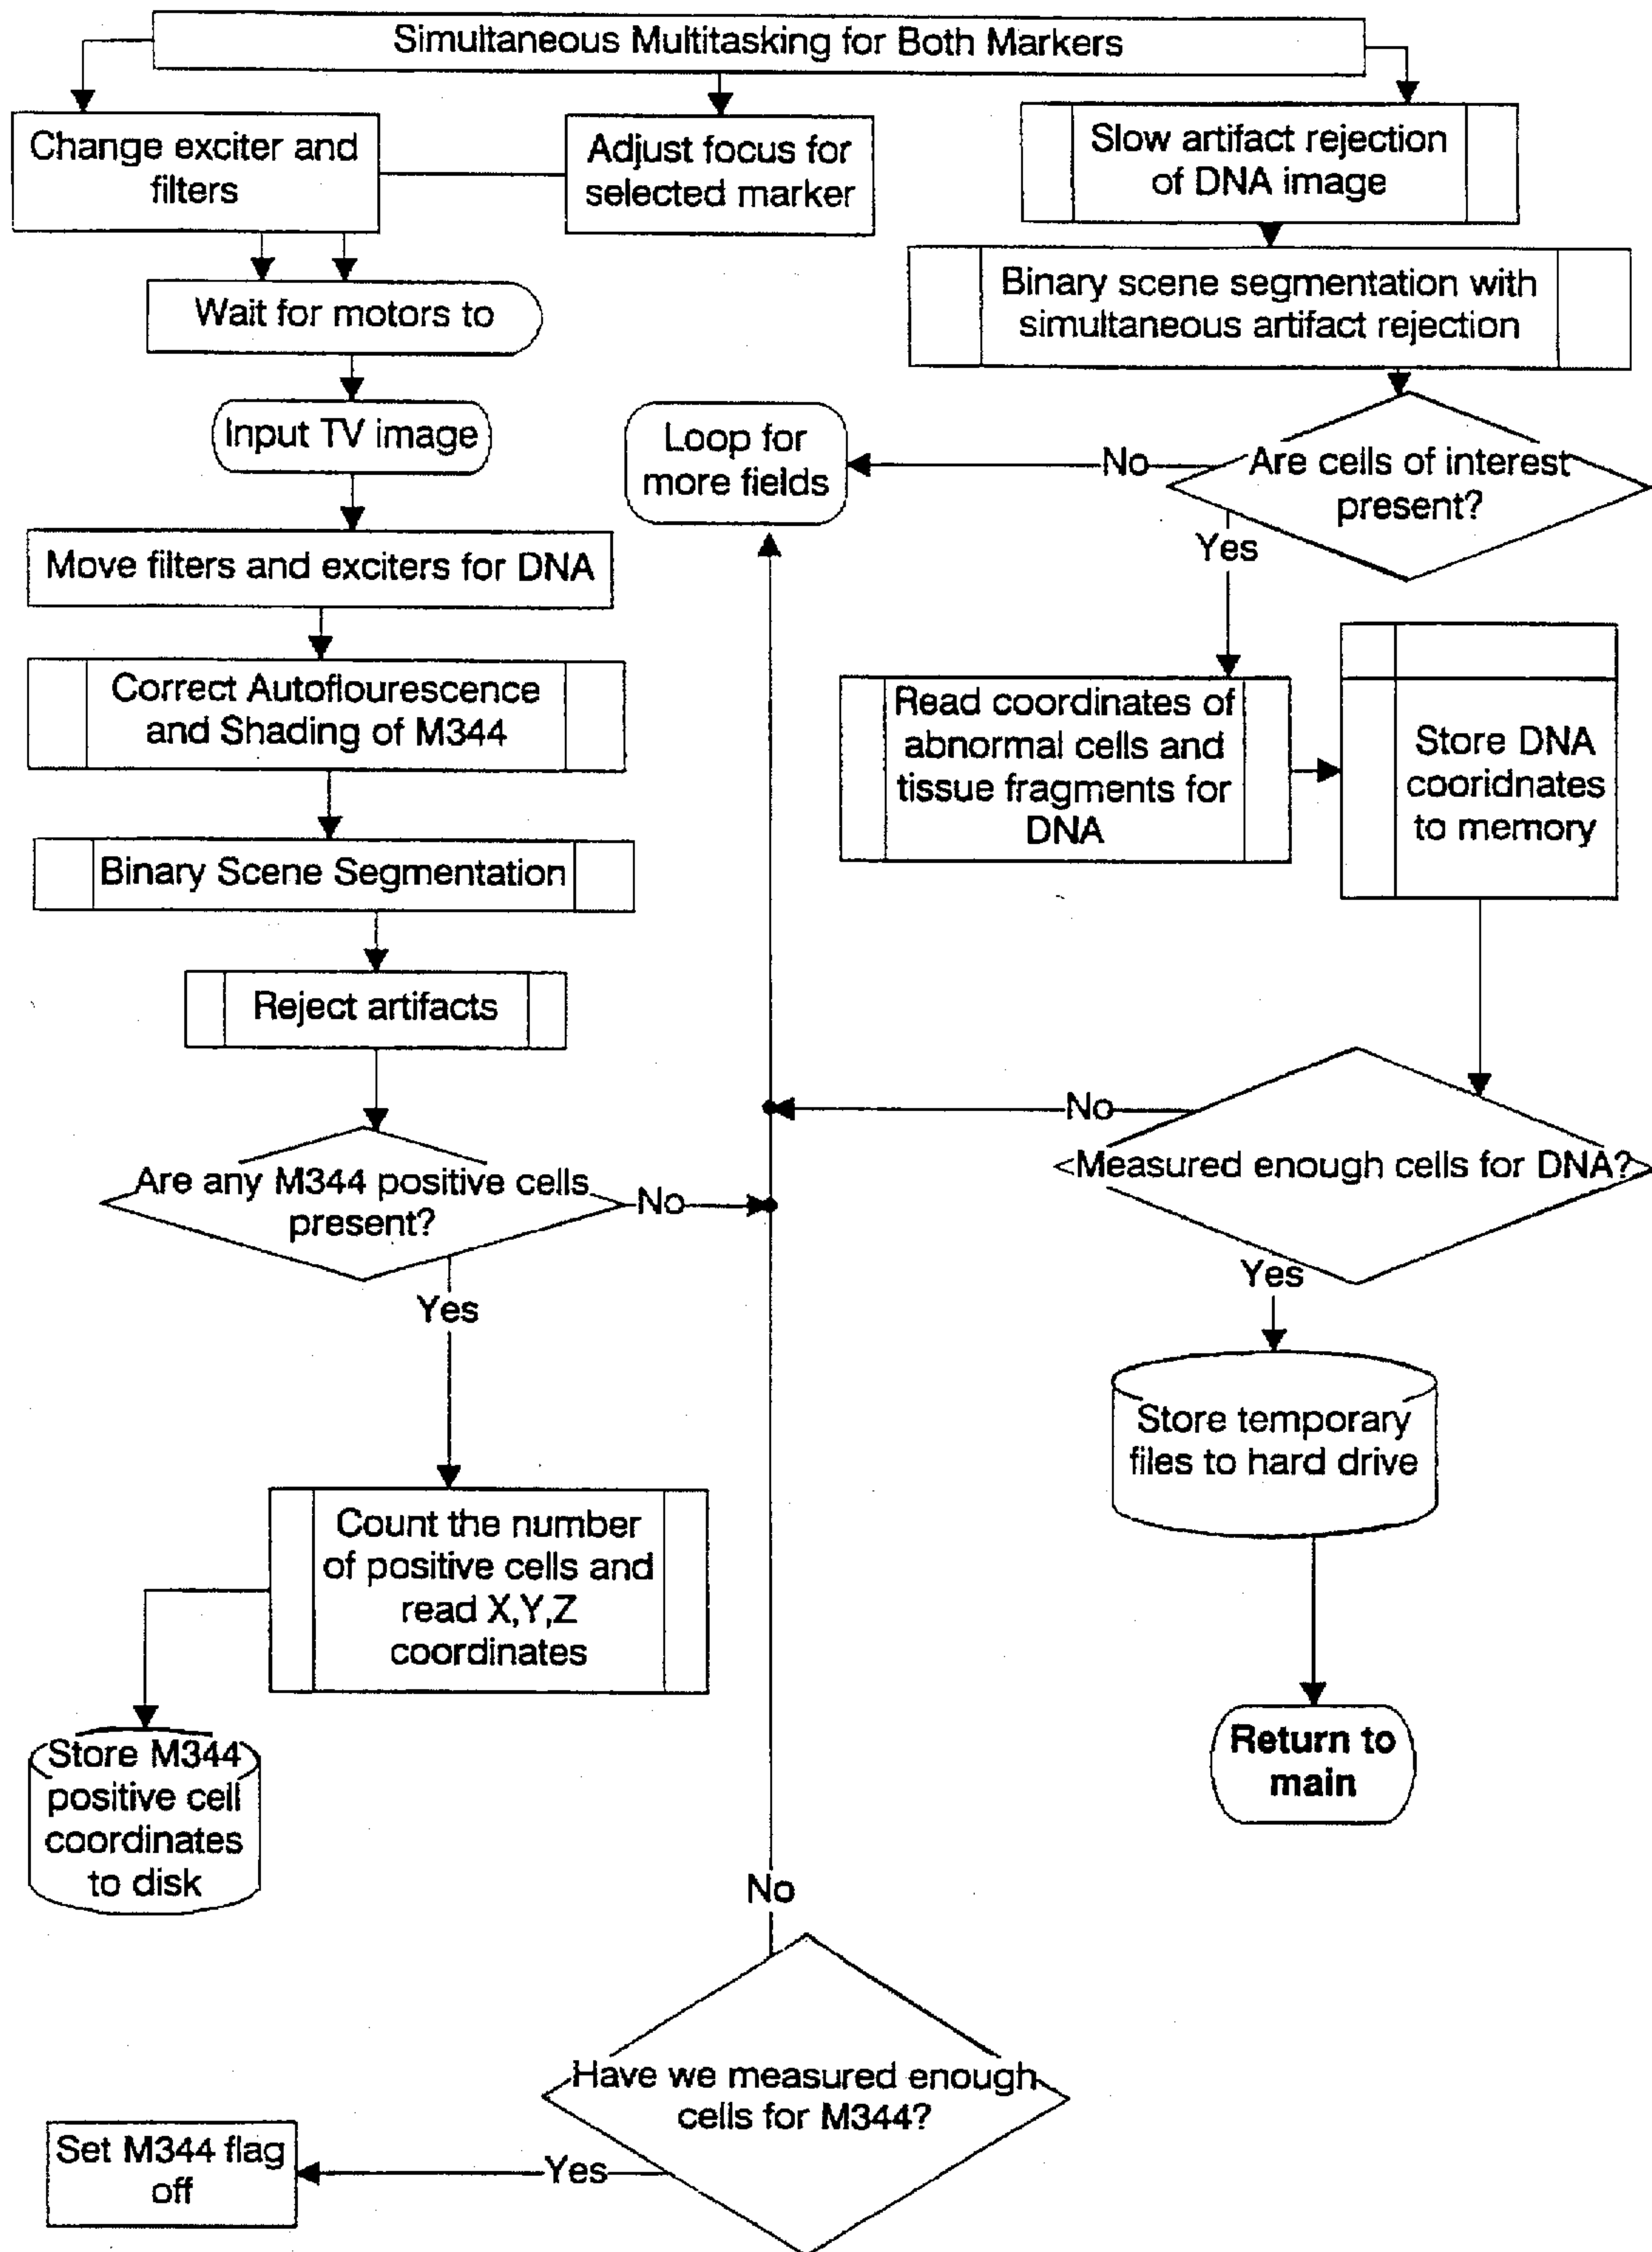 Simultaneous Multitasking for Both Markers
Change exciter and
filters
Adjust focus for
selected marker
Slow artifact rejection
of DNA image
Wait for motors to
Binary scene segmentation with
simultaneous artifact rejection
Input TV image
Loop for
more fields
No
Are cells of interest
present?
Yes
Move filters and exciters for DNA
Correct Autoflourescence
and Shading of M344
Read coordinates of
abnormal cells and
tissue fragments for
DNA
Store DNA
cooridnates
to memory
Binary Scene Segmentation
Reject artifacts
No
<Measured enough cells for DNA?
Are any M344 positive cells
present?
No
Yes
Yes
Store temporary
files to hard drive
Count the number
of positive cells and
read X,Y,Z
coordinates
Store M344
positive cell
coordinates
to disk
Return to
main
No
Have we measured enough
cells for M344?
Yes
Set M344 flag
off